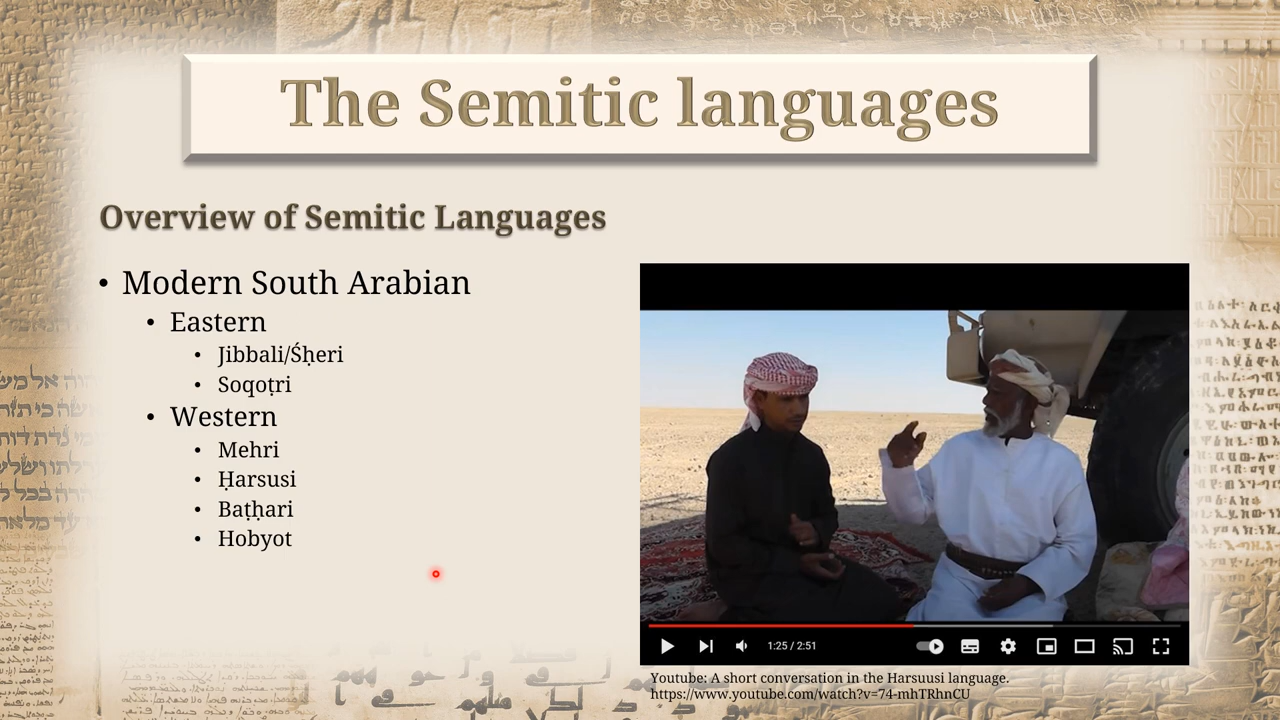 The Semitic languages
Overview of Semitic Languages
• Modern South Arabian
• Eastern
• Jibbali/Śḥeri
• Soqoṭri
• Western
• Mehri
• Ḥarsusi
• Baṭḥari
• Hobyot
1:25 / 2:51
Youtube: A short conversation in the Harsuusi language.
https://www.youtube.com/watch?v=74-mhTRhnCU